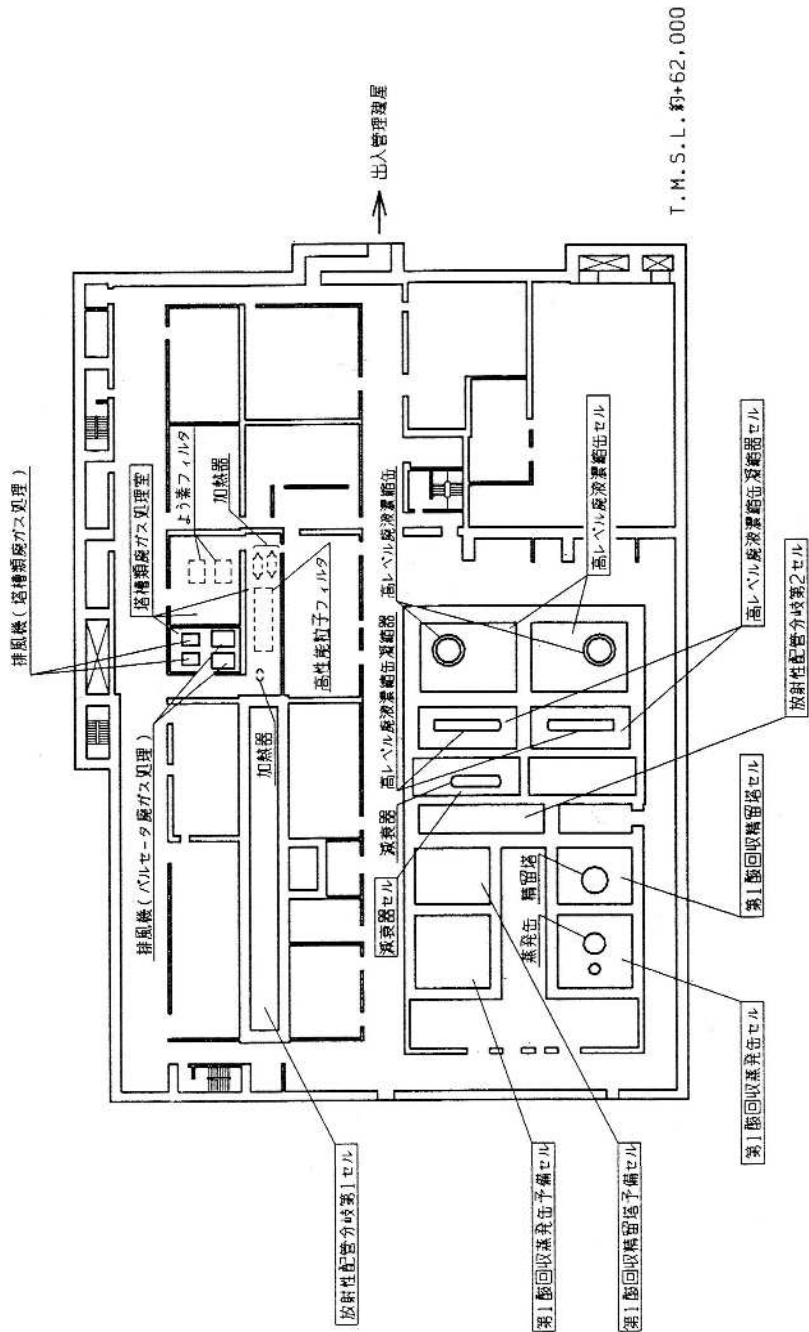 排風機(塔槽類廃ガス処理)
塔槽類廃ガス処理室
よう素フィルタ
加熱器
出入管理建屋
排風機(パルセータ廃ガス処理)
加熱器
高性能粒子フィルタ
放射性配管分岐第1セル
高レベル廃液濃縮缶
高レベル廃液濃縮缶凝縮器
減衰器
減衰器セル
精留塔
蒸発缶
高レベル廃液濃縮缶セル
高レベル廃液濃縮缶凝縮器セル
放射性配管分岐第2セル
第1酸回収精留塔セル
第1酸回収蒸発缶セル
第1酸回収蒸発缶予備セル
第1酸回収精留塔予備セル
T.M.S.L.約+62,000